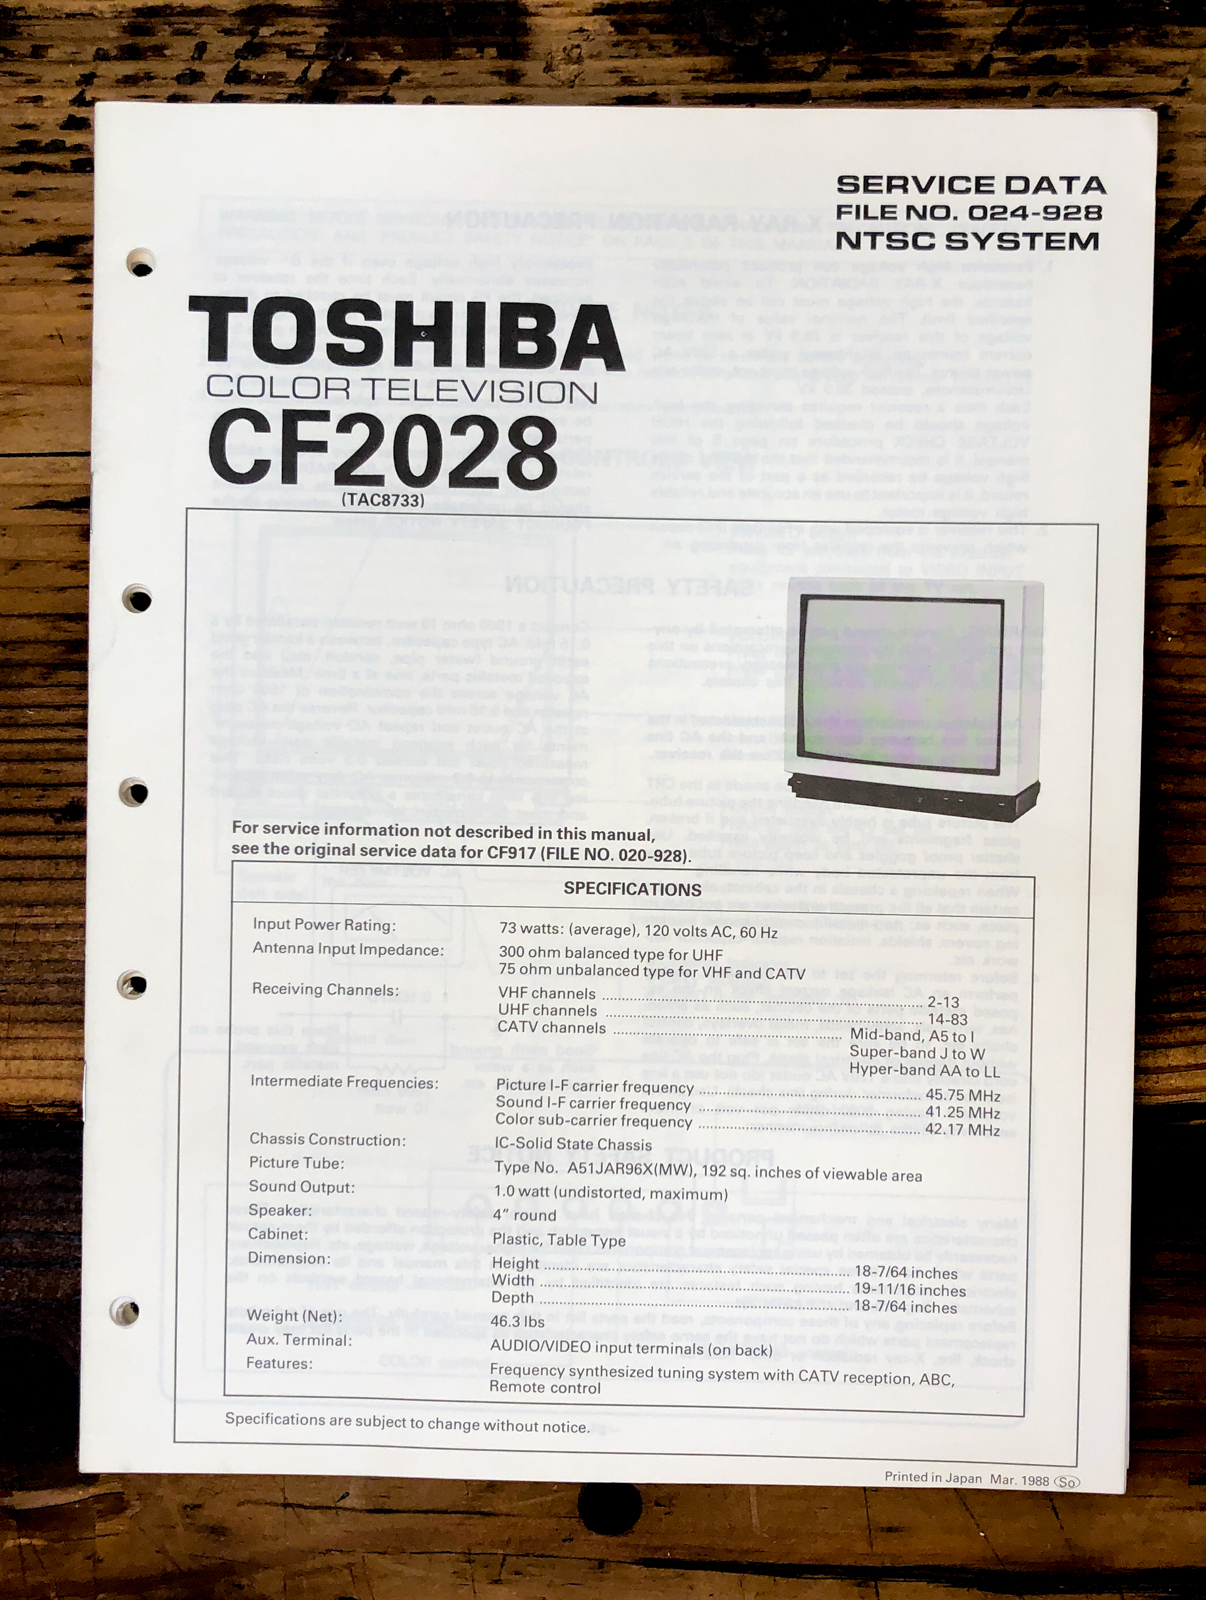 SERVICE DATA
FILE NO. 024-928
NTSC SYSTEM
TOSHIBA
COLOR TELEVISION
CF2028
(TAC8733)
For service information not described in this manual,
see the original service data for CF917 (FILE NO. 020-928).
SPECIFICATIONS
Input Power Rating: 73 watts: (average), 120 volts AC, 60 Hz
Antenna Input Impedance: 300 ohm balanced type for UHF
75 ohm unbalanced type for VHF and CATV
Receiving Channels: VHF channels ........ 2-13
UHF channels ........ 14-83
CATV channels ........ Mid-band, A5 to I
Super-band J to W
Hyper-band AA to LL
Intermediate Frequencies: Picture I-F carrier frequency ........ 45.75 MHz
Sound I-F carrier frequency ........ 41.25 MHz
Color sub-carrier frequency ........ 42.17 MHz
Chassis Construction: IC-Solid State Chassis
Picture Tube: Type No. A51JAR96X(MW), 192 sq. inches of viewable area
Sound Output: 1.0 watt (undistorted, maximum)
Speaker: 4” round
Cabinet: Plastic, Table Type
Dimension: Height ........ 18-7/64 inches
Width ........ 19-11/16 inches
Depth ........ 18-7/64 inches
Weight (Net): 46.3 lbs
Aux. Terminal: AUDIO/VIDEO input terminals (on back)
Features: Frequency synthesized tuning system with CATV reception, ABC,
Remote control
Specifications are subject to change without notice.
Printed in Japan Mar. 1988 So